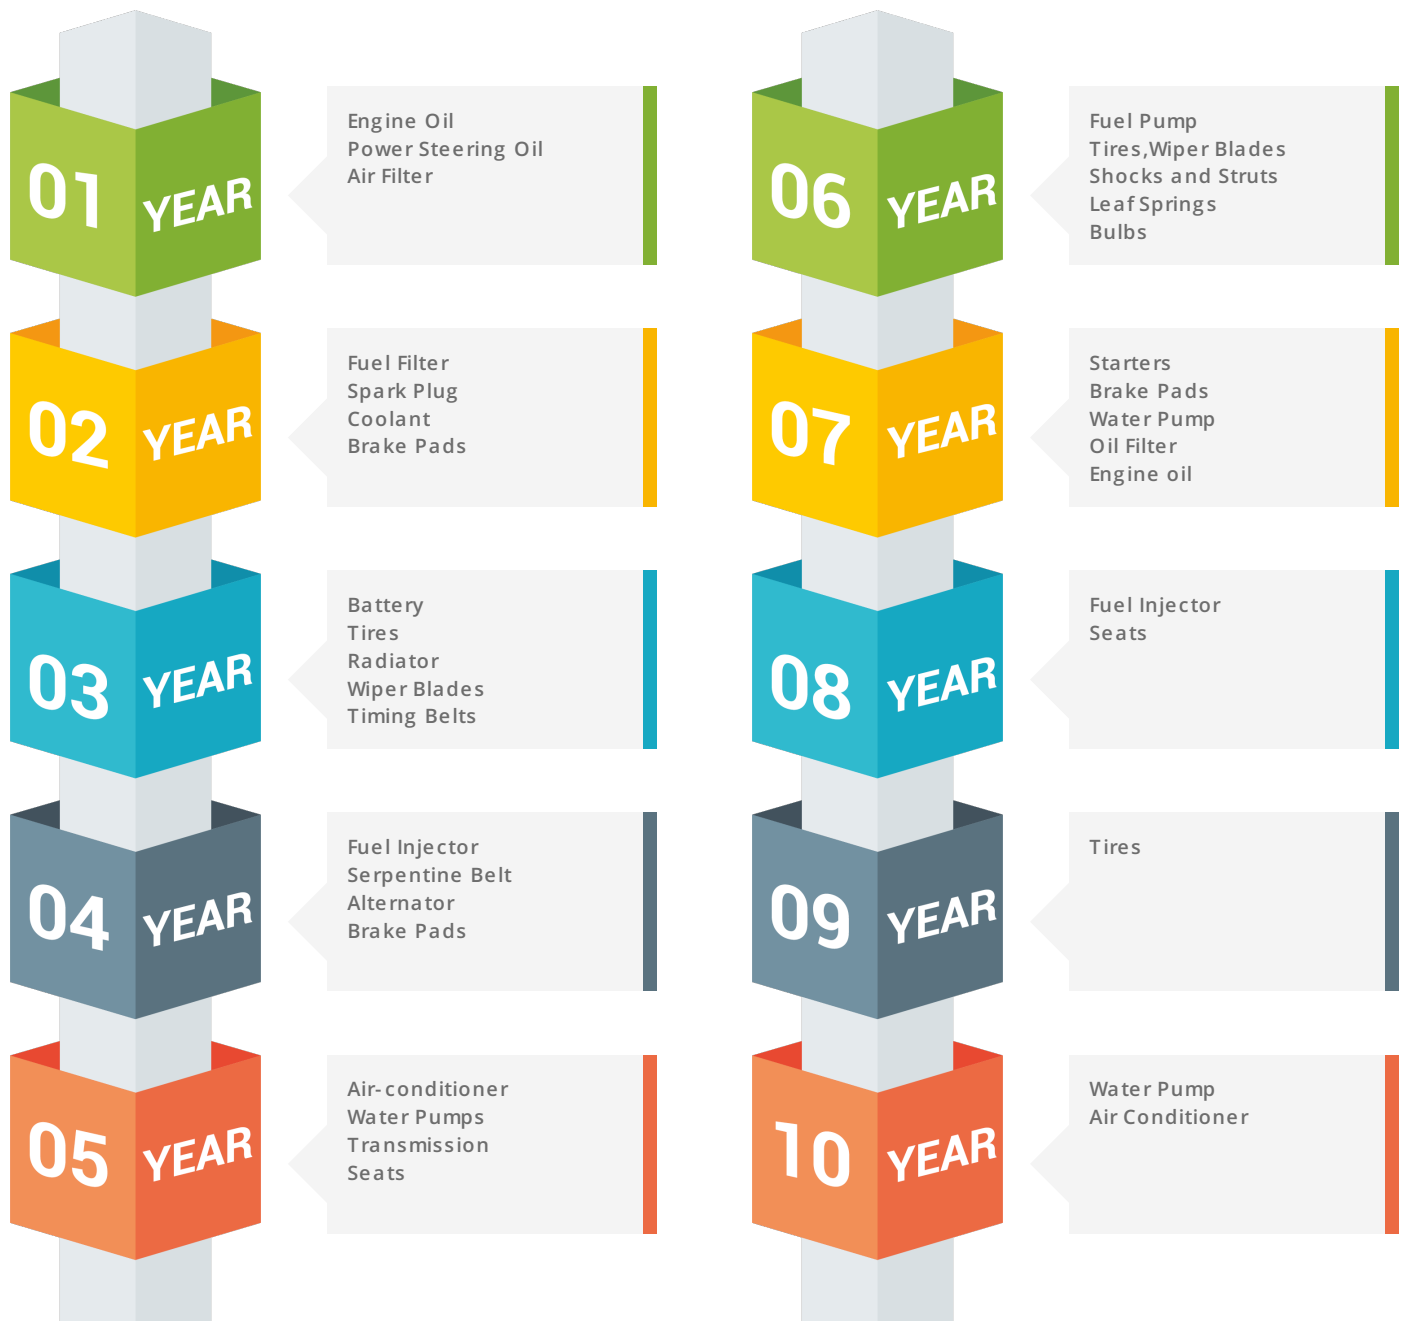 01 YEAR
Engine Oil
Power Steering Oil
Air Filter
02 YEAR
Fuel Filter
Spark Plug
Coolant
Brake Pads
03 YEAR
Battery
Tires
Radiator
Wiper Blades
Timing Belts
04 YEAR
Fuel Injector
Serpentine Belt
Alternator
Brake Pads
05 YEAR
Air-conditioner
Water Pumps
Transmission
Seats
06 YEAR
Fuel Pump
Tires,Wiper Blades
Shocks and Struts
Leaf Springs
Bulbs
07 YEAR
Starters
Brake Pads
Water Pump
Oil Filter
Engine oil
08 YEAR
Fuel Injector
Seats
09 YEAR
Tires
10 YEAR
Water Pump
Air Conditioner